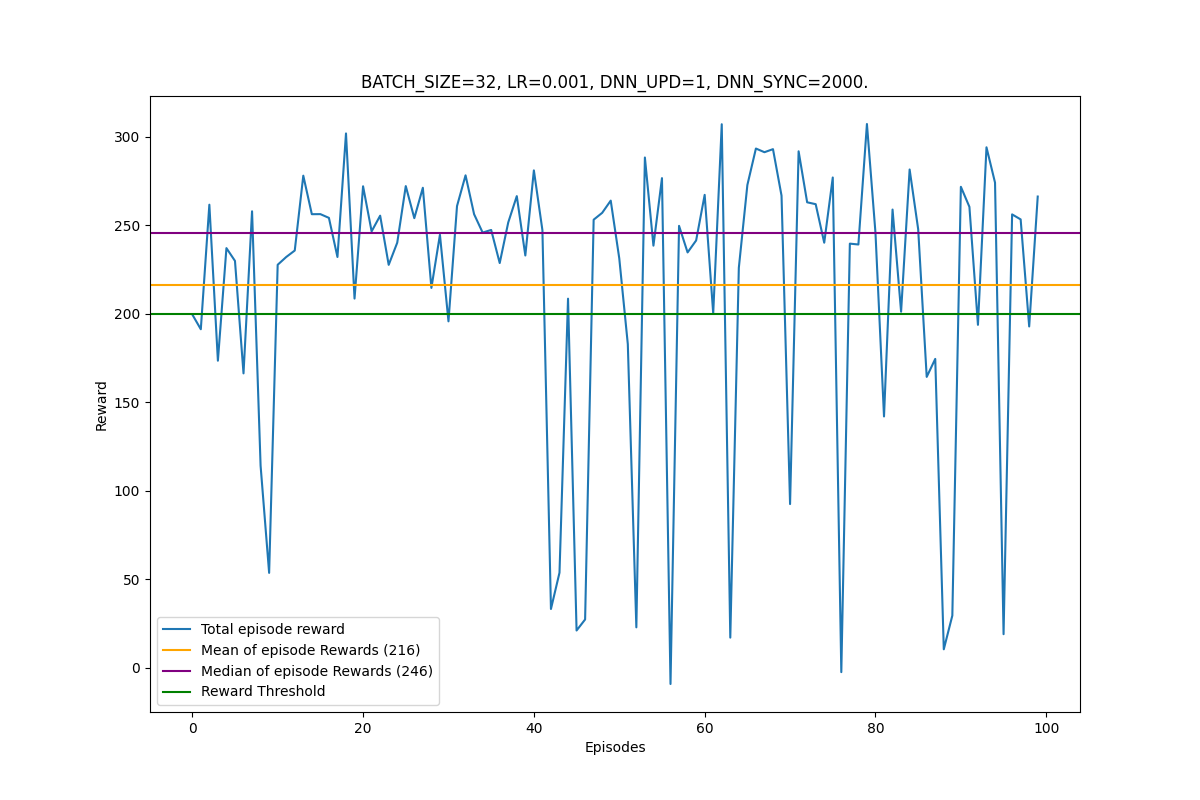 BATCH_SIZE=32, LR=0.001, DNN_UPD=1, DNN_SYNC=2000.
300
250
200
150
100
50
0
Reward
Total episode reward
Mean of episode Rewards (216)
Median of episode Rewards (246)
Reward Threshold
0 20 40 60 80 100
Episodes